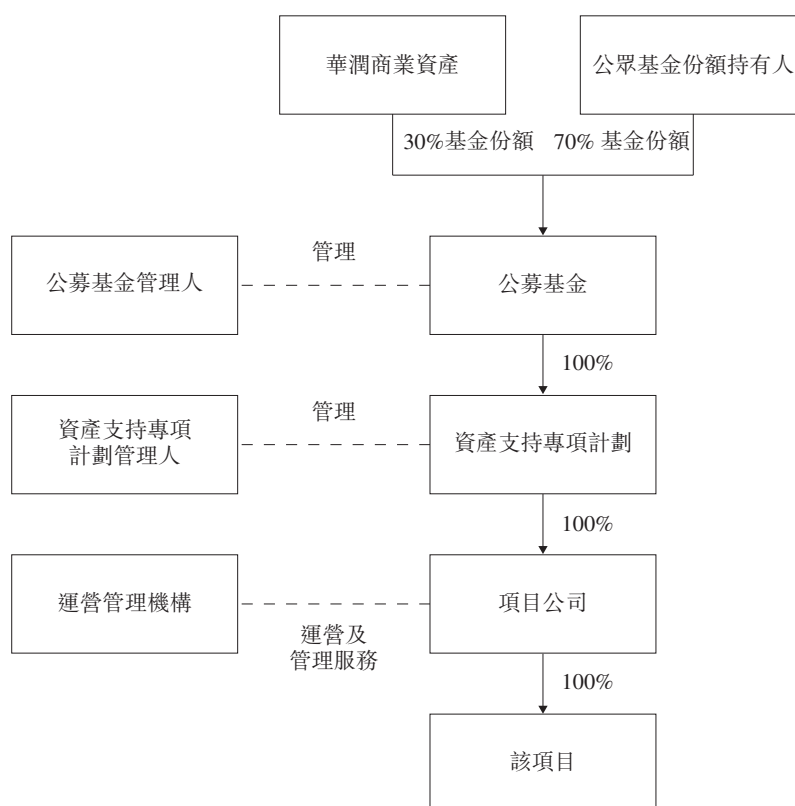 華潤商業資產
公眾基金份額持有人
30%基金份額
70% 基金份額
管理
公募基金管理人
公募基金
100%
管理
資產支持專項
計劃管理人
資產支持專項計劃
100%
運營管理機構
項目公司
運營及
管理服務
100%
該項目